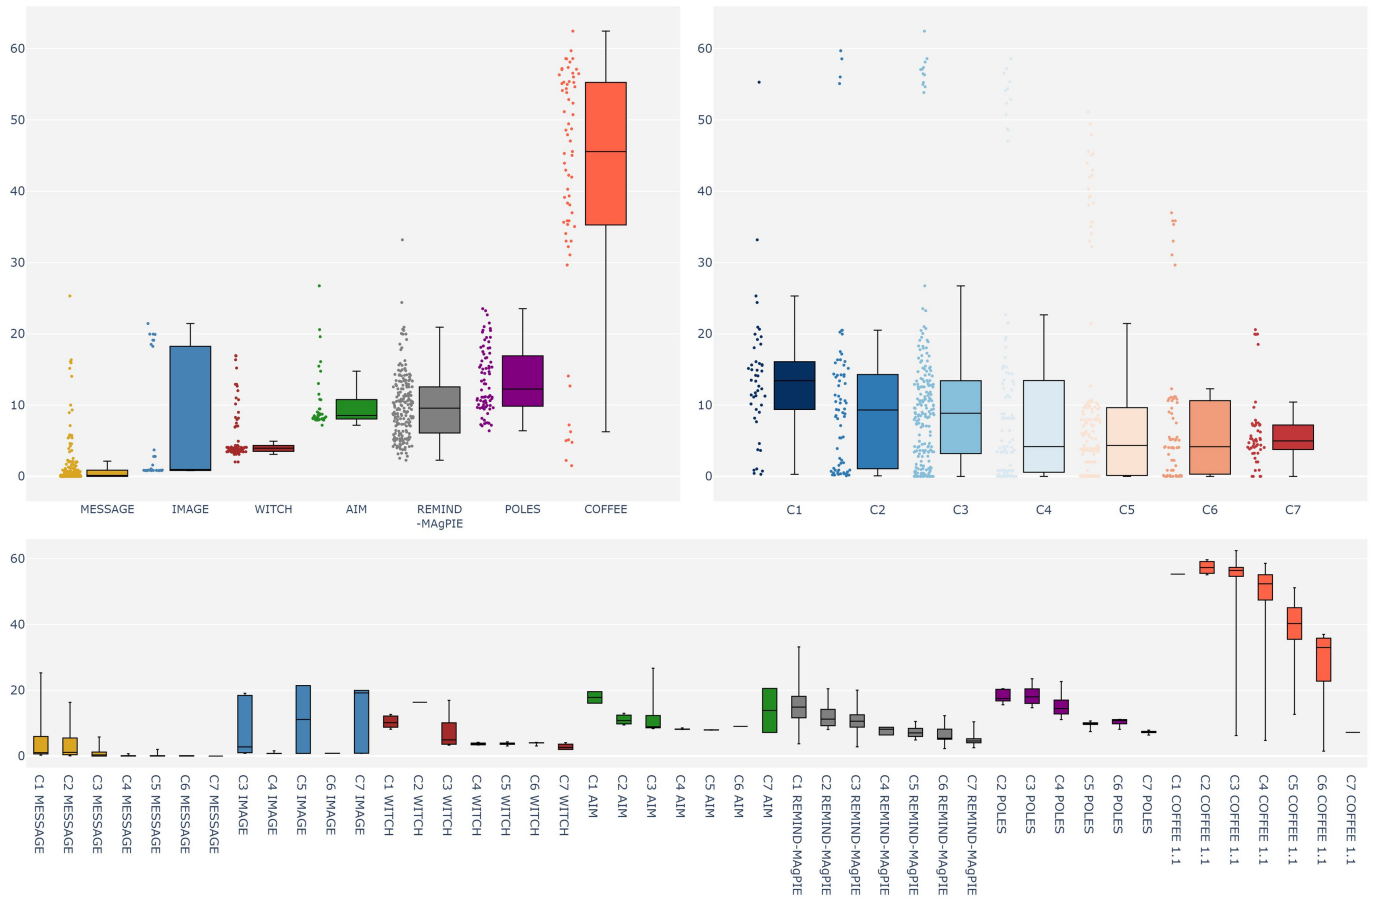 60
50
40
30
20
10
0
MESSAGE IMAGE WITCH AIM REMIND POLES COFFEE
-MAgPIE
60
50
40
30
20
10
0
C1 C2 C3 C4 C5 C6 C7
60
40
20
0
C1 MESSAGE
C2 MESSAGE
C3 MESSAGE
C4 MESSAGE
C5 MESSAGE
C6 MESSAGE
C7 MESSAGE
C3 IMAGE
C4 IMAGE
C5 IMAGE
C6 IMAGE
C7 IMAGE
C1 WITCH
C2 WITCH
C3 WITCH
C4 WITCH
C5 WITCH
C6 WITCH
C7 WITCH
C1 AIM
C2 AIM
C3 AIM
C4 AIM
C5 AIM
C6 AIM
C7 AIM
C1 REMIND-MAgPIE
C2 REMIND-MAgPIE
C3 REMIND-MAgPIE
C4 REMIND-MAgPIE
C5 REMIND-MAgPIE
C6 REMIND-MAgPIE
C7 REMIND-MAgPIE
C2 POLES
C3 POLES
C4 POLES
C5 POLES
C6 POLES
C7 POLES
C1 COFFEE 1.1
C2 COFFEE 1.1
C3 COFFEE 1.1
C4 COFFEE 1.1
C5 COFFEE 1.1
C6 COFFEE 1.1
C7 COFFEE 1.1